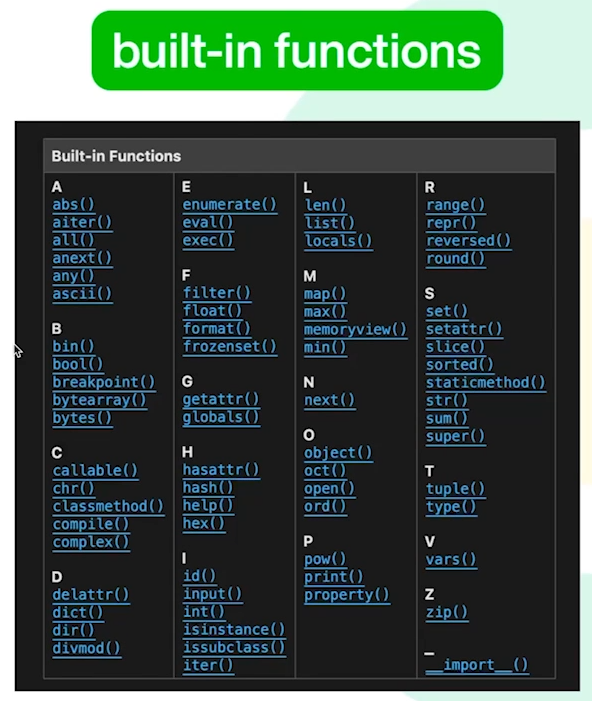 built-in functions
Built-in Functions
A
abs()
aiter()
all()
anext()
any()
ascii()
B
bin()
bool()
breakpoint()
bytearray()
bytes()
C
callable()
chr()
classmethod()
compile()
complex()
D
delattr()
dict()
dir()
divmod()
E
enumerate()
eval()
exec()
F
filter()
float()
format()
frozenset()
G
getattr()
globals()
H
hasattr()
hash()
help()
hex()
I
id()
input()
int()
isinstance()
issubclass()
iter()
L
len()
list()
locals()
M
map()
max()
memoryview()
min()
N
next()
O
object()
oct()
open()
ord()
P
pow()
print()
property()
R
range()
repr()
reversed()
round()
S
set()
setattr()
slice()
sorted()
staticmethod()
str()
sum()
super()
T
tuple()
type()
V
vars()
Z
zip()
_
__import__()